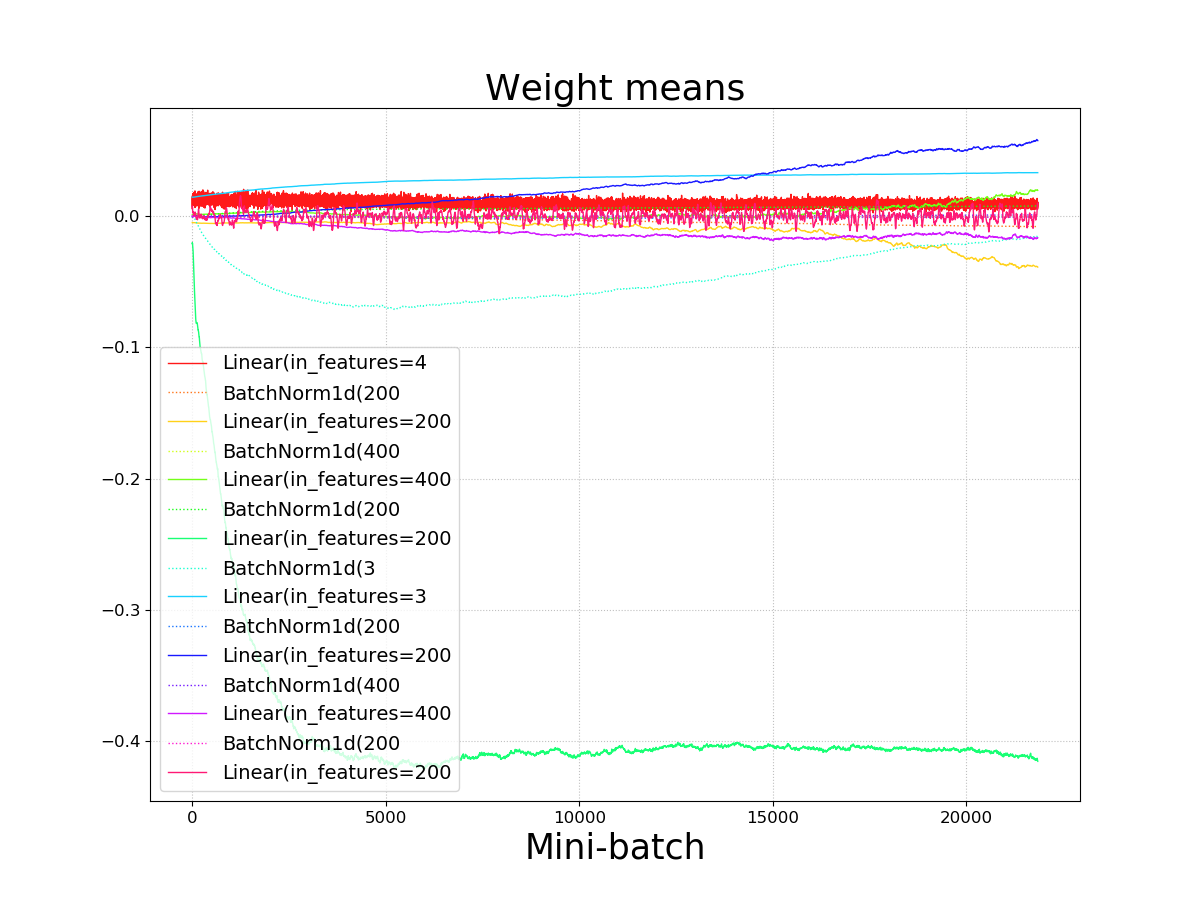 Weight means
0.0
−0.1
−0.2
−0.3
−0.4
Linear(in_features=4
BatchNorm1d(200
Linear(in_features=200
BatchNorm1d(400
Linear(in_features=400
BatchNorm1d(200
Linear(in_features=200
BatchNorm1d(3
Linear(in_features=3
BatchNorm1d(200
Linear(in_features=200
BatchNorm1d(400
Linear(in_features=400
BatchNorm1d(200
Linear(in_features=200
0 5000 10000 15000 20000
Mini-batch